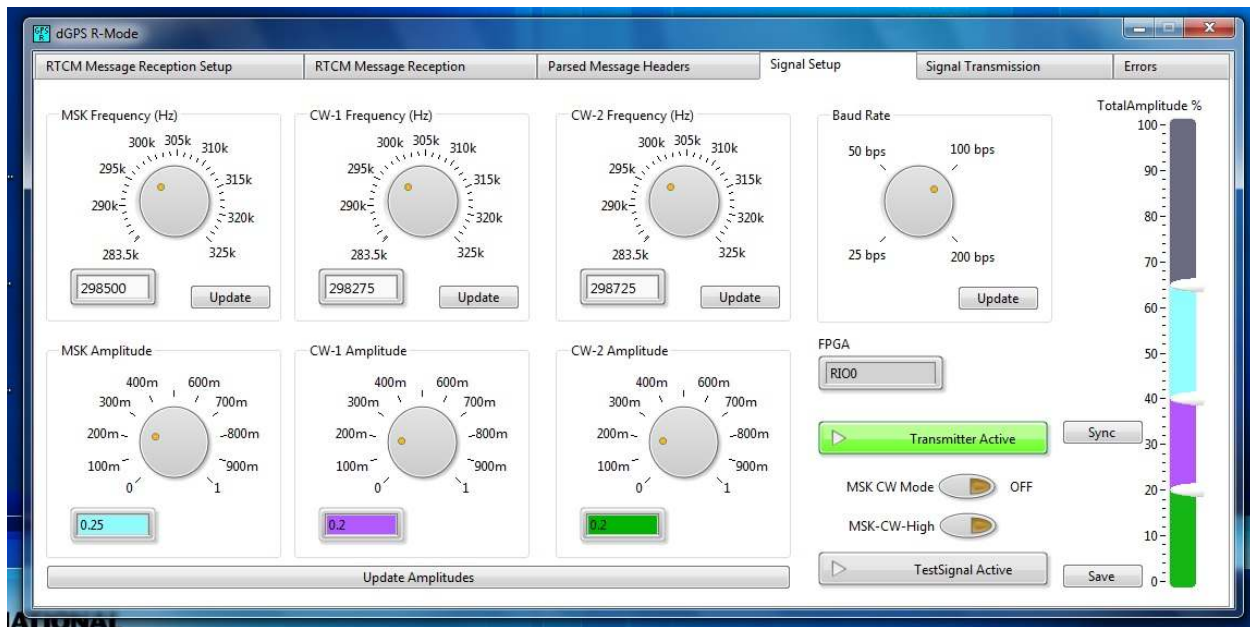 GPS R dGPS R-Mode
RTCM Message Reception Setup
RTCM Message Reception
Parsed Message Headers
Signal Setup
Signal Transmission
Errors
MSK Frequency (Hz)
300k 305k 310k
295k 315k
290k 320k
283.5k 325k
298500 Update
CW-1 Frequency (Hz)
300k 305k 310k
295k 315k
290k 320k
283.5k 325k
298275 Update
CW-2 Frequency (Hz)
300k 305k 310k
295k 315k
290k 320k
283.5k 325k
298725 Update
Baud Rate
50 bps 100 bps
25 bps 200 bps
Update
MSK Amplitude
400m 600m
300m 700m
200m 800m
100m 900m
0 1
0.25
CW-1 Amplitude
400m 600m
300m 700m
200m 800m
100m 900m
0 1
0.2
CW-2 Amplitude
400m 600m
300m 700m
200m 800m
100m 900m
0 1
0.2
Update Amplitudes
FPGA
RIO0
Transmitter Active
MSK CW Mode OFF
MSK-CW-High
TestSignal Active
TotalAmplitude %
100
90
80
70
60
50
40
30
20
10
0
Sync
Save